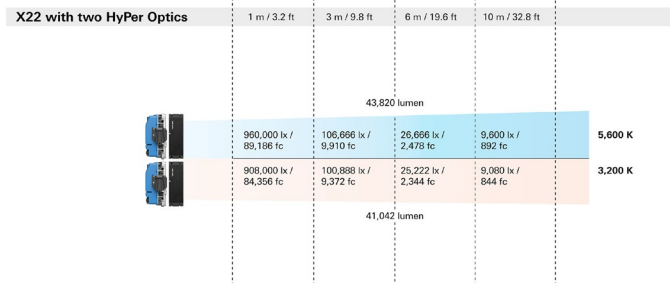 X22 with two HyPer Optics
1 m / 3.2 ft
3 m / 9.8 ft
6 m / 19.6 ft
10 m / 32.8 ft
43,820 lumen
960,000 lx /
89,186 fc
106,666 lx /
9,910 fc
26,666 lx /
2,478 fc
9,600 lx /
892 fc
5,600 K
908,000 lx /
84,356 fc
100,888 lx /
9,372 fc
25,222 lx /
2,344 fc
9,080 lx /
844 fc
3,200 K
41,042 lumen